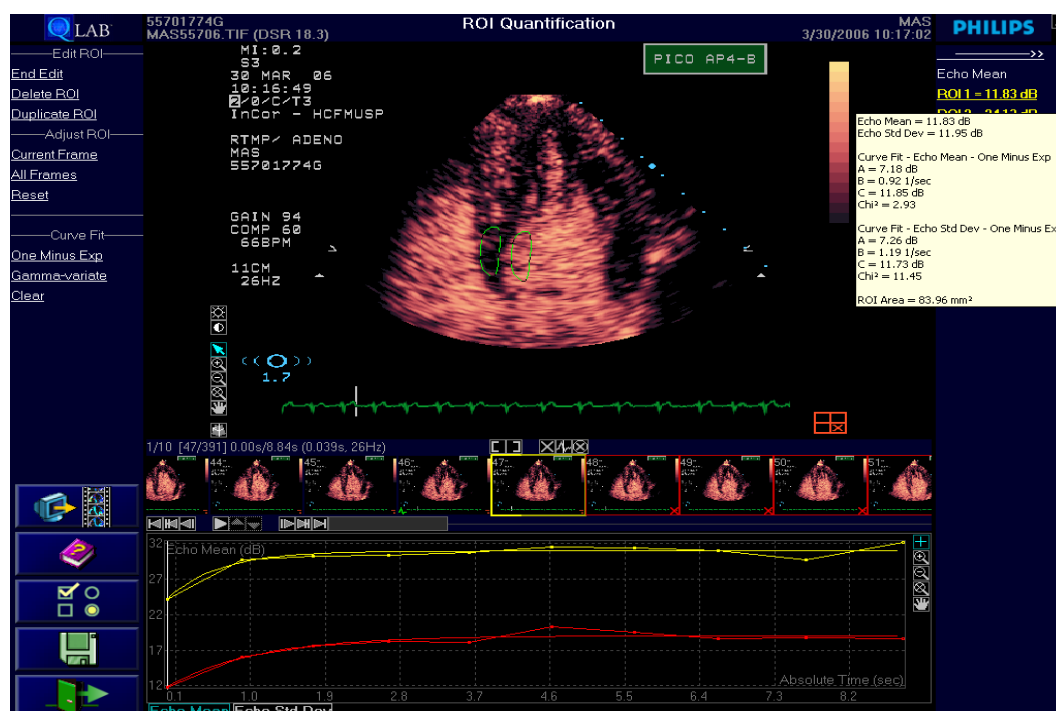 QLAB
55701774G
MAS55706.TIF (DSR 18.3)
ROI Quantification
MAS
3/30/2006 10:17:02
PHILIPS
Edit ROI
End Edit
Delete ROI
Duplicate ROI
Adjust ROI
Current Frame
All Frames
Reset
Curve Fit
One Minus Exp
Gamma-variate
Clear
MI:0.2
S3
30 MAR 06
10:16:49
2/0/C/T3
InCor - HCFMUSP
RTMP/ ADENO
MAS
55701774G
GAIN 94
COMP 60
66BPM
11CM
26HZ
PICO AP4-B
1.7
>>
Echo Mean
ROI 1 = 11.83 dB
Echo Mean = 11.83 dB
Echo Std Dev = 11.95 dB
Curve Fit - Echo Mean - One Minus Exp
A = 7.18 dB
B = 0.92 1/sec
C = 11.85 dB
Chi² = 2.93
Curve Fit - Echo Std Dev - One Minus Ex
A = 7.26 dB
B = 1.19 1/sec
C = 11.73 dB
Chi² = 11.45
ROI Area = 83.96 mm²
1/10 [47/391] 0.00s/8.84s (0.039s, 26Hz)
44 45 46 47 48 49 50 51
Echo Mean (dB)
32
27
22
17
12
Absolute Time (sec)
0.1 1.0 1.9 2.8 3.7 4.6 5.5 6.4 7.3 8.2
Echo Mean Echo Std Dev